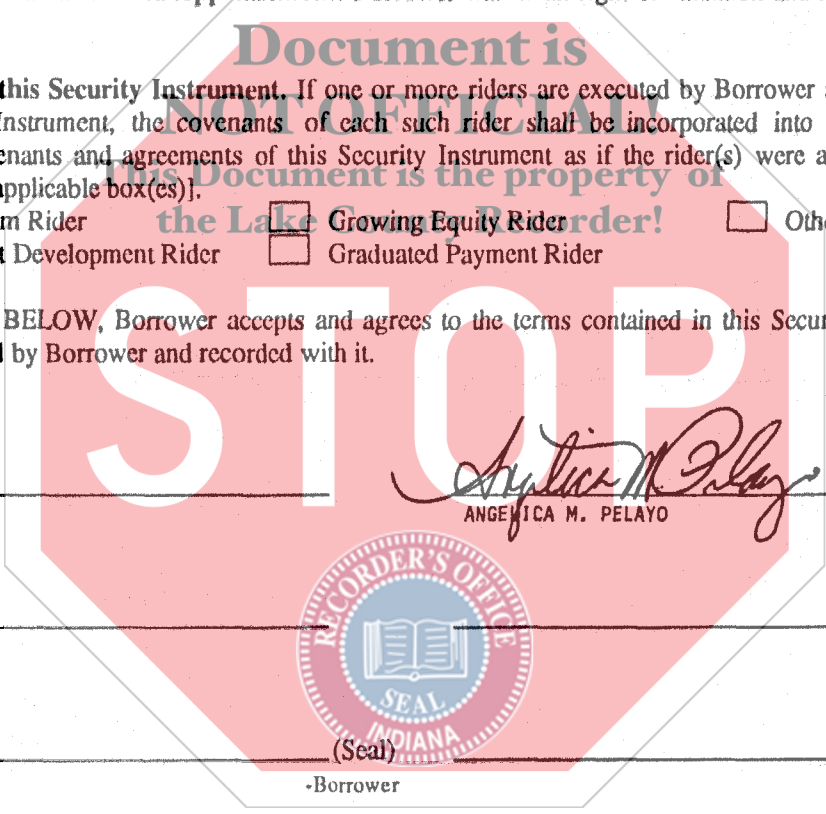 Document is
this Security Instrument. If one or more riders are executed by Borrower
NOT OFFICIAL!
Instrument, the covenants of each such rider shall be incorporated into
enants and agreements of this Security Instrument as if the rider(s) were a
This Document is the property of
applicable box(es)].
the Lake County Recorder!
m Rider Growing Equity Rider Oth
t Development Rider Graduated Payment Rider
BELOW, Borrower accepts and agrees to the terms contained in this Secur
by Borrower and recorded with it.
STOP
Angelica M. Pelayo
ANGELICA M. PELAYO
RECORDER'S OFFICE
SEAL
INDIANA
(Seal)
-Borrower